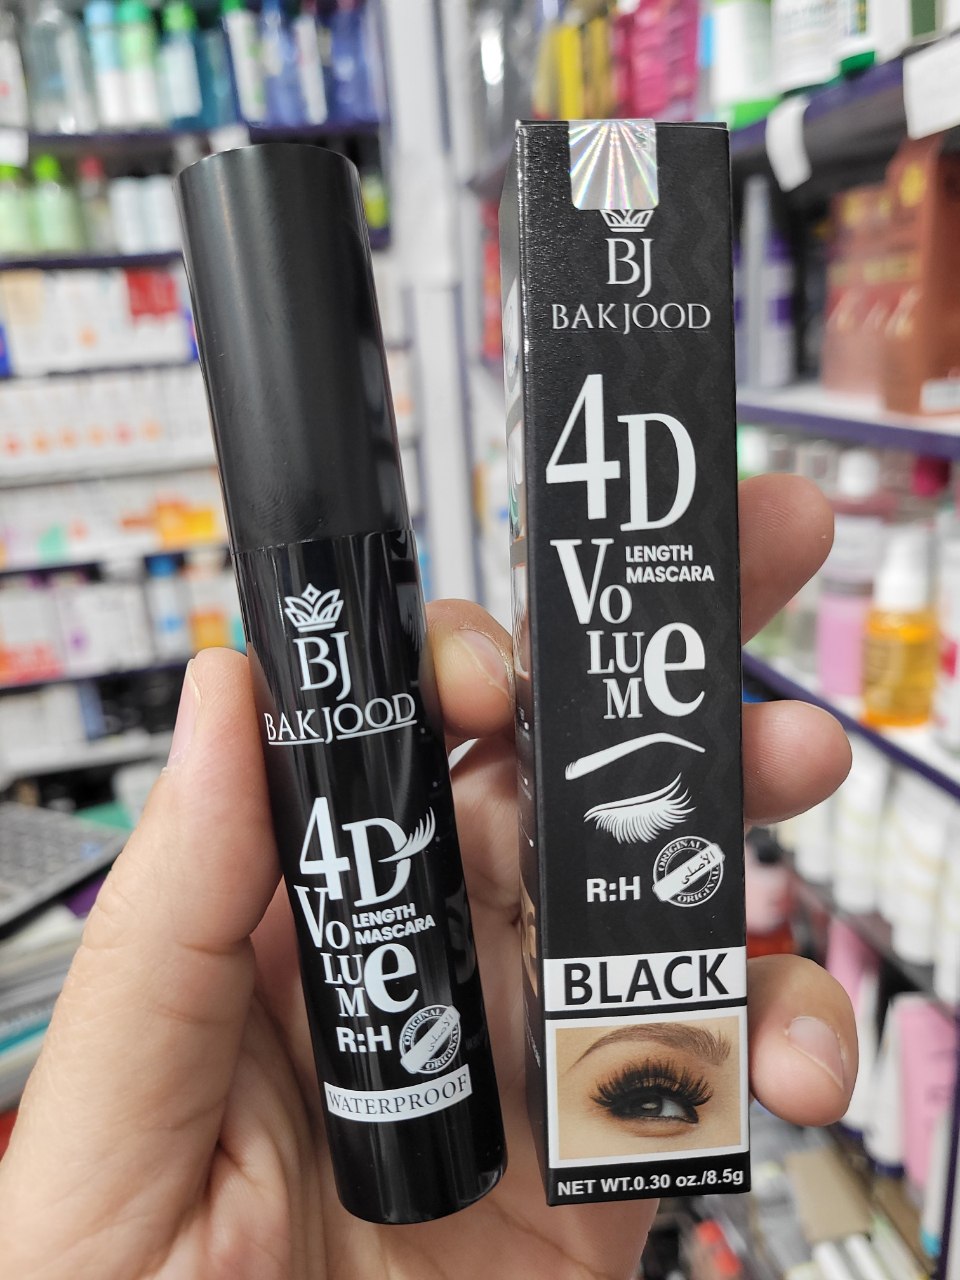 BJ
BAKJOOD
4D
VOLUMe
LENGTH
MASCARA
R:H
ORIGINAL
الأصلي
ORIGINAL
WATERPROOF
BJ
BAKJOOD
4D
VOLUMe
LENGTH
MASCARA
R:H
ORIGINAL
الأصلي
ORIGINAL
BLACK
NET WT.0.30 oz./8.5g